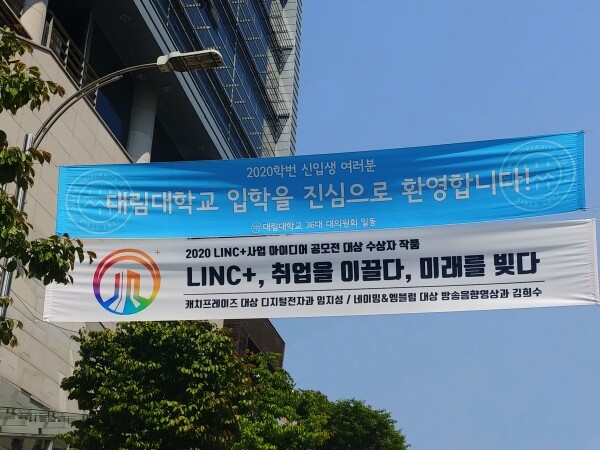 2020학번 신입생 여러분
대림대학교 입학을 진심으로 환영합니다!
대림대학교 36대 대의원회 일동
2020 LINC+사업 아이디어 공모전 대상 수상자 작품
LINC+, 취업을 이끌다, 미래를 빚다
캐치프레이즈 대상 디지털전자과 임지성 / 네이밍&엠블럼 대상 방송음향영상과 김희수